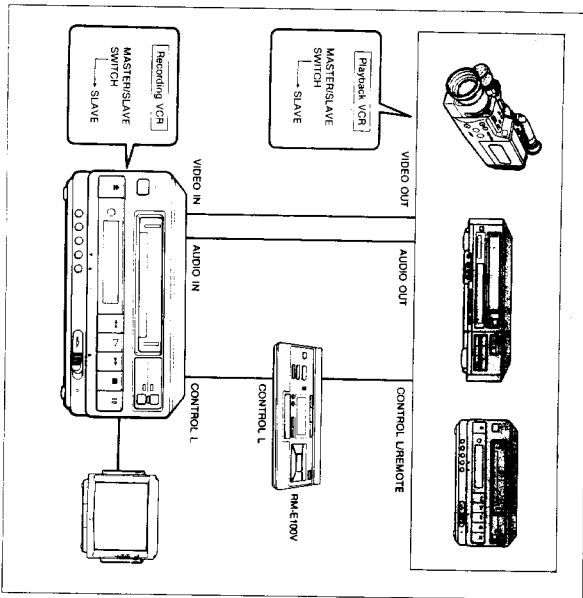 Recording VCR
MASTER/SLAVE
SWITCH
SLAVE
Playback VCR
MASTER/SLAVE
SWITCH
SLAVE
VIDEO IN
VIDEO OUT
AUDIO IN
AUDIO OUT
CONTROL L
CONTROL L
CONTROL L/REMOTE
RM-E100V